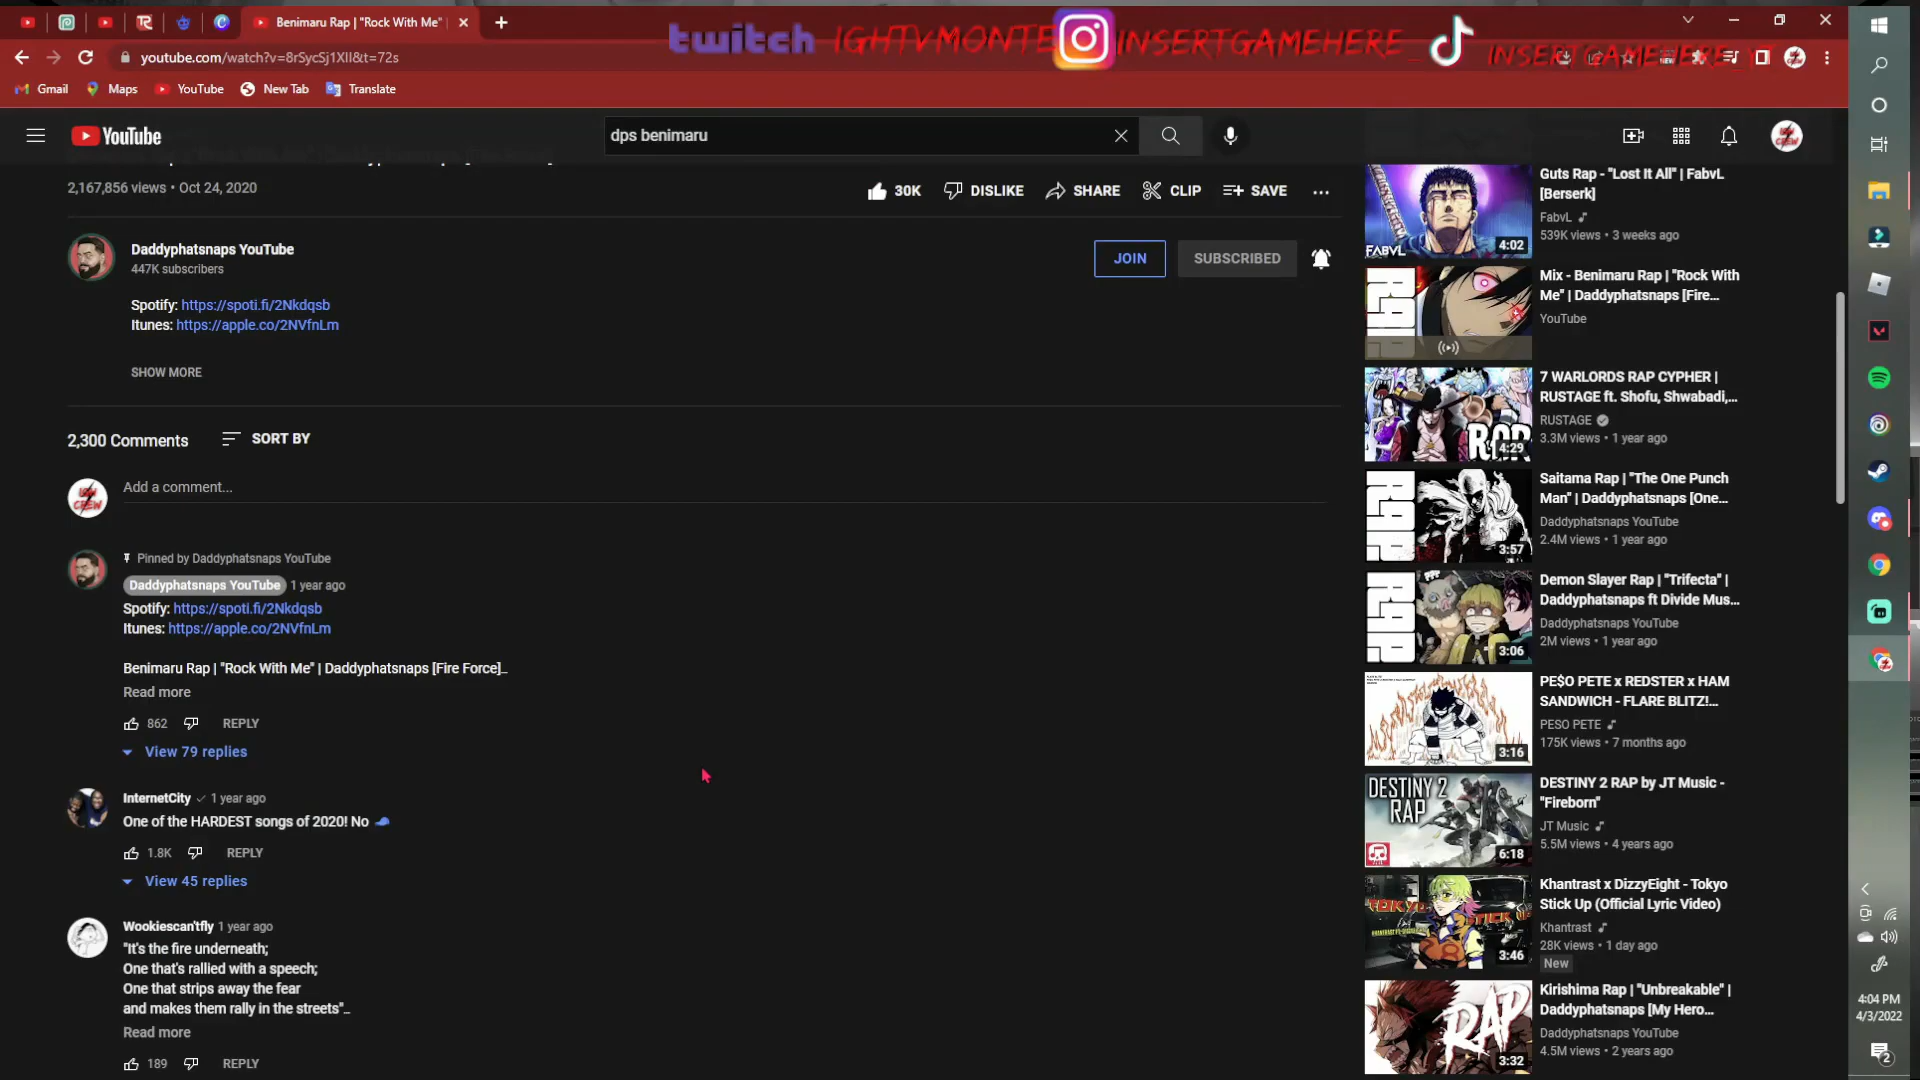 Benimaru Rap | "Rock With Me"
twitch IGHTVMONTE INSERTGAMEHERE_ INSERTGAMEHERE_YT
youtube.com/watch?v=8rSycSj1XII&t=72s
Gmail Maps YouTube New Tab Translate
YouTube
dps benimaru
2,167,856 views • Oct 24, 2020
30K DISLIKE SHARE CLIP SAVE
Daddyphatsnaps YouTube
447K subscribers
JOIN SUBSCRIBED
Spotify: https://spoti.fi/2Nkdqsb
Itunes: https://apple.co/2NVfnLm
SHOW MORE
2,300 Comments SORT BY
Add a comment...
Pinned by Daddyphatsnaps YouTube
Daddyphatsnaps YouTube 1 year ago
Spotify: https://spoti.fi/2Nkdqsb
Itunes: https://apple.co/2NVfnLm
Benimaru Rap | "Rock With Me" | Daddyphatsnaps [Fire Force]_
Read more
862 REPLY
View 79 replies
InternetCity 1 year ago
One of the HARDEST songs of 2020! No
1.8K REPLY
View 45 replies
Wookiescan'tfly 1 year ago
"It's the fire underneath;
One that's rallied with a speech;
One that strips away the fear
and makes them rally in the streets"_
Read more
189 REPLY
Guts Rap - "Lost It All" | FabvL
[Berserk]
FabvL
539K views • 3 weeks ago
FABVL
4:02
Mix - Benimaru Rap | "Rock With
Me" | Daddyphatsnaps [Fire...
YouTube
RAP
7 WARLORDS RAP CYPHER |
RUSTAGE ft. Shofu, Shwabadi,...
RUSTAGE
3.3M views • 1 year ago
RAP
4:29
Saitama Rap | "The One Punch
Man" | Daddyphatsnaps [One...
Daddyphatsnaps YouTube
2.4M views • 1 year ago
RAP
3:57
Demon Slayer Rap | "Trifecta" |
Daddyphatsnaps ft Divide Mus...
Daddyphatsnaps YouTube
2M views • 1 year ago
RAP
3:06
PE$O PETE x REDSTER x HAM
SANDWICH - FLARE BLITZ!...
PESO PETE
175K views • 7 months ago
3:16
DESTINY 2 RAP by JT Music -
"Fireborn"
JT Music
5.5M views • 4 years ago
DESTINY 2
RAP
6:18
Khantrast x DizzyEight - Tokyo
Stick Up (Official Lyric Video)
Khantrast
28K views • 1 day ago
New
TOKYO STICK UP
3:46
Kirishima Rap | "Unbreakable" |
Daddyphatsnaps [My Hero...
Daddyphatsnaps YouTube
4.5M views • 2 years ago
RAP
3:32
4:04 PM
4/3/2022
2